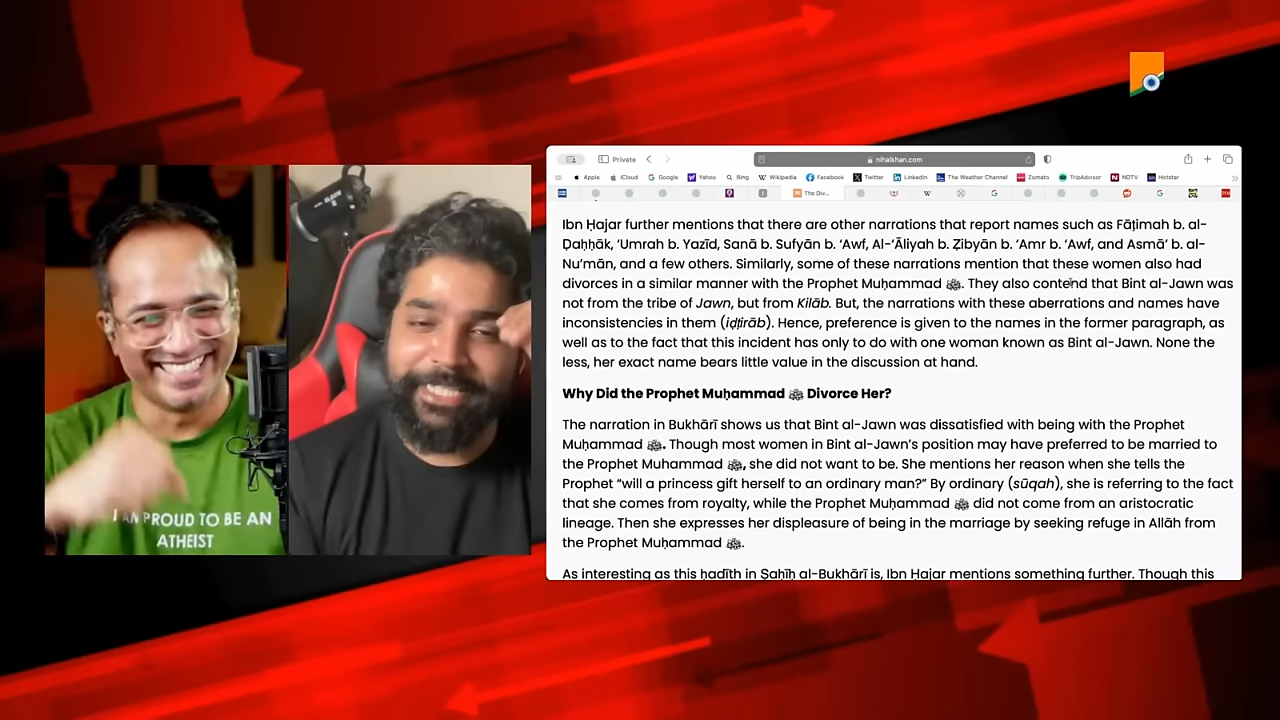 I AM PROUD TO BE AN
ATHEIST
Private
nihalkhan.com
Apple iCloud Google Yahoo Bing Wikipedia Facebook Twitter LinkedIn The Weather Channel Zomato TripAdvisor NDTV Hotstar
The Div...
Ibn Ḥajar further mentions that there are other narrations that report names such as Fāṭimah b. al-
Ḍaḥḥāk, ‘Umrah b. Yazīd, Sanā b. Sufyān b. ‘Awf, Al-‘Āliyah b. Ẓibyān b. ‘Amr b. ‘Awf, and Asmā’ b. al-
Nu’mān, and a few others. Similarly, some of these narrations mention that these women also had
divorces in a similar manner with the Prophet Muḥammad ﷺ. They also contend that Bint al-Jawn was
not from the tribe of Jawn, but from Kilāb. But, the narrations with these aberrations and names have
inconsistencies in them (iḍṭirāb). Hence, preference is given to the names in the former paragraph, as
well as to the fact that this incident has only to do with one woman known as Bint al-Jawn. None the
less, her exact name bears little value in the discussion at hand.
Why Did the Prophet Muḥammad ﷺ Divorce Her?
The narration in Bukhārī shows us that Bint al-Jawn was dissatisfied with being with the Prophet
Muḥammad ﷺ. Though most women in Bint al-Jawn’s position may have preferred to be married to
the Prophet Muhammad ﷺ, she did not want to be. She mentions her reason when she tells the
Prophet “will a princess gift herself to an ordinary man?” By ordinary (sūqah), she is referring to the fact
that she comes from royalty, while the Prophet Muḥammad ﷺ did not come from an aristocratic
lineage. Then she expresses her displeasure of being in the marriage by seeking refuge in Allāh from
the Prophet Muḥammad ﷺ.
As interesting as this ḥadīth in Ṣaḥīḥ al-Bukhārī is, Ibn Ḥajar mentions something further. Though this